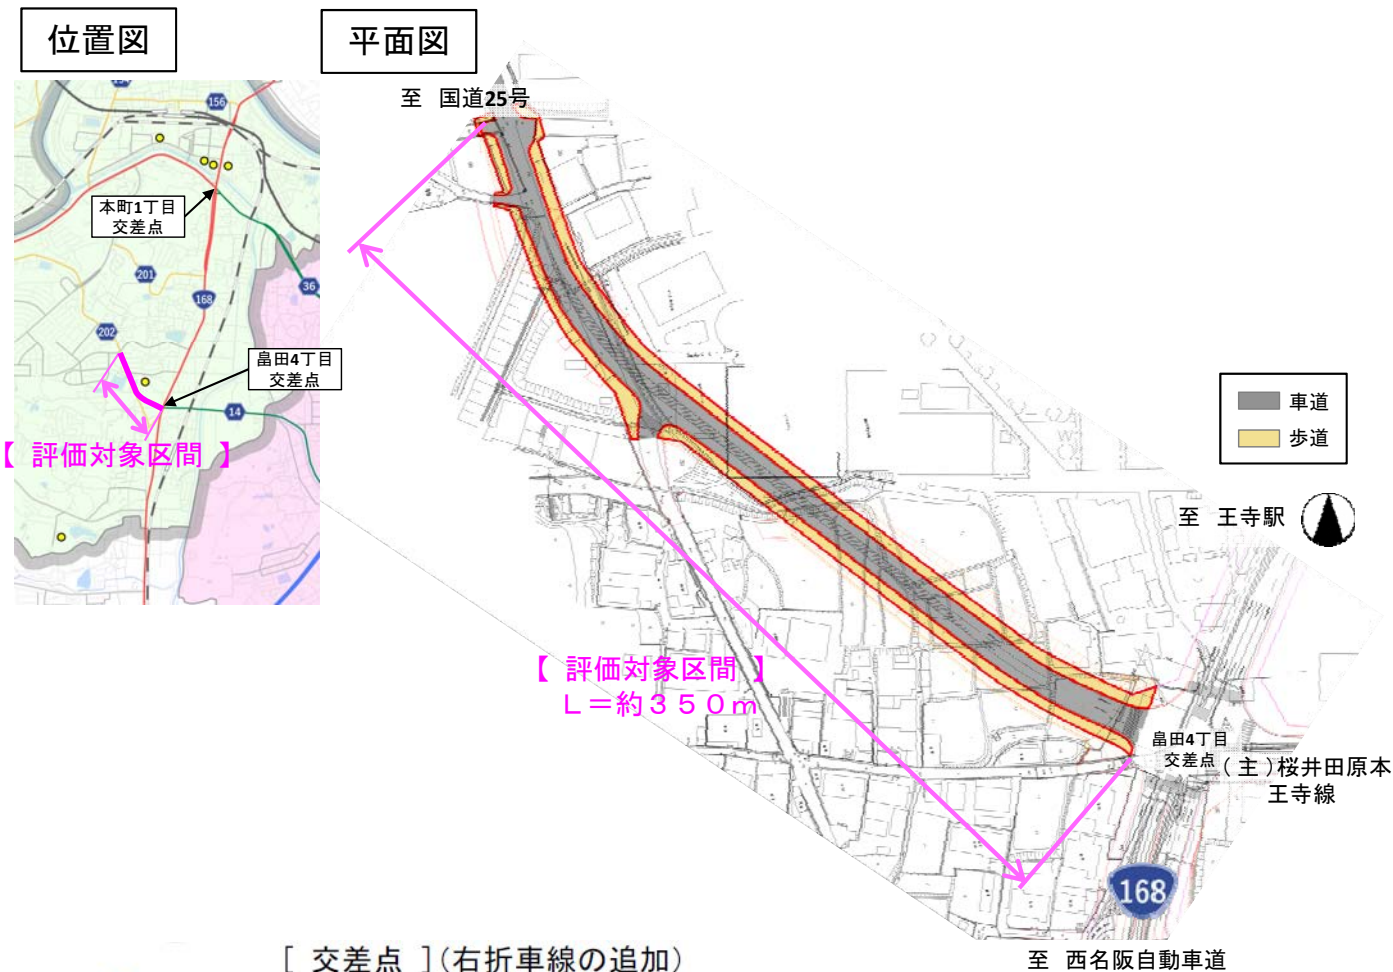 位置図
平面図
至 国道25号
156
本町1丁目
交差点
201
36
168
202
畠田4丁目
交差点
14
【 評価対象区間 】
車道
歩道
至 王寺駅
【 評価対象区間 】
L=約350m
畠田4丁目
交差点
(主)桜井田原本
王寺線
168
至 西名阪自動車道
[ 交差点 ](右折車線の追加)